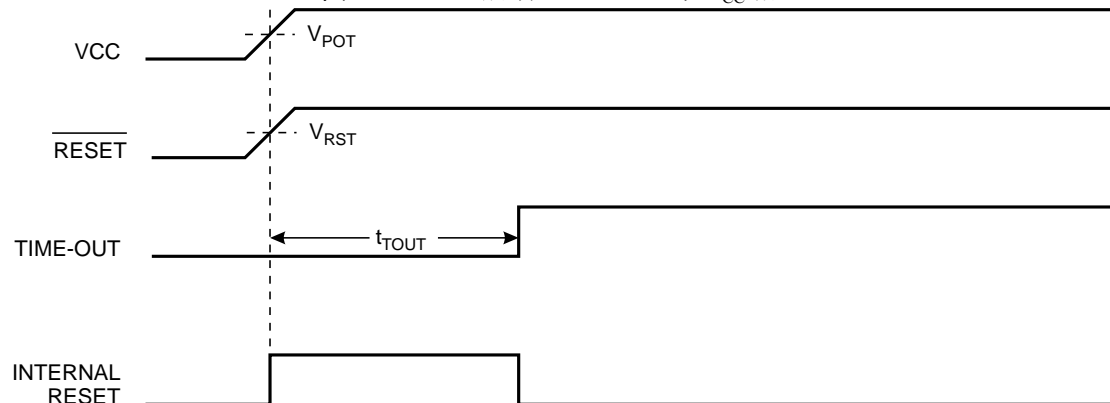 VCC
VPOT
RESET
VRST
TIME-OUT
tTOUT
INTERNAL
RESET